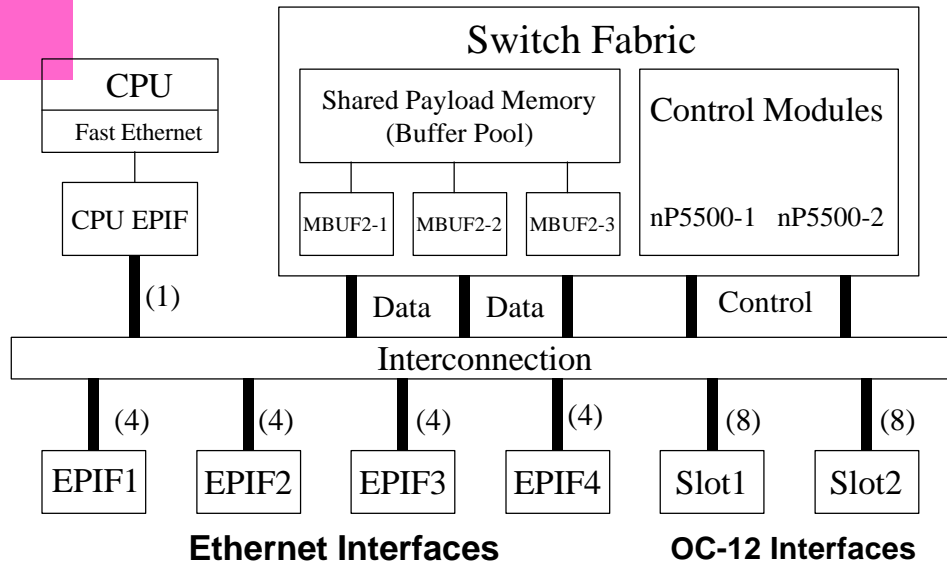 Switch Fabric
CPU
Fast Ethernet
CPU EPIF
Shared Payload Memory
(Buffer Pool)
Control Modules
MBUF2-1
MBUF2-2
MBUF2-3
nP5500-1
nP5500-2
(1)
Data
Data
Control
Interconnection
(4)
(4)
(4)
(4)
(8)
(8)
EPIF1
EPIF2
EPIF3
EPIF4
Slot1
Slot2
Ethernet Interfaces
OC-12 Interfaces